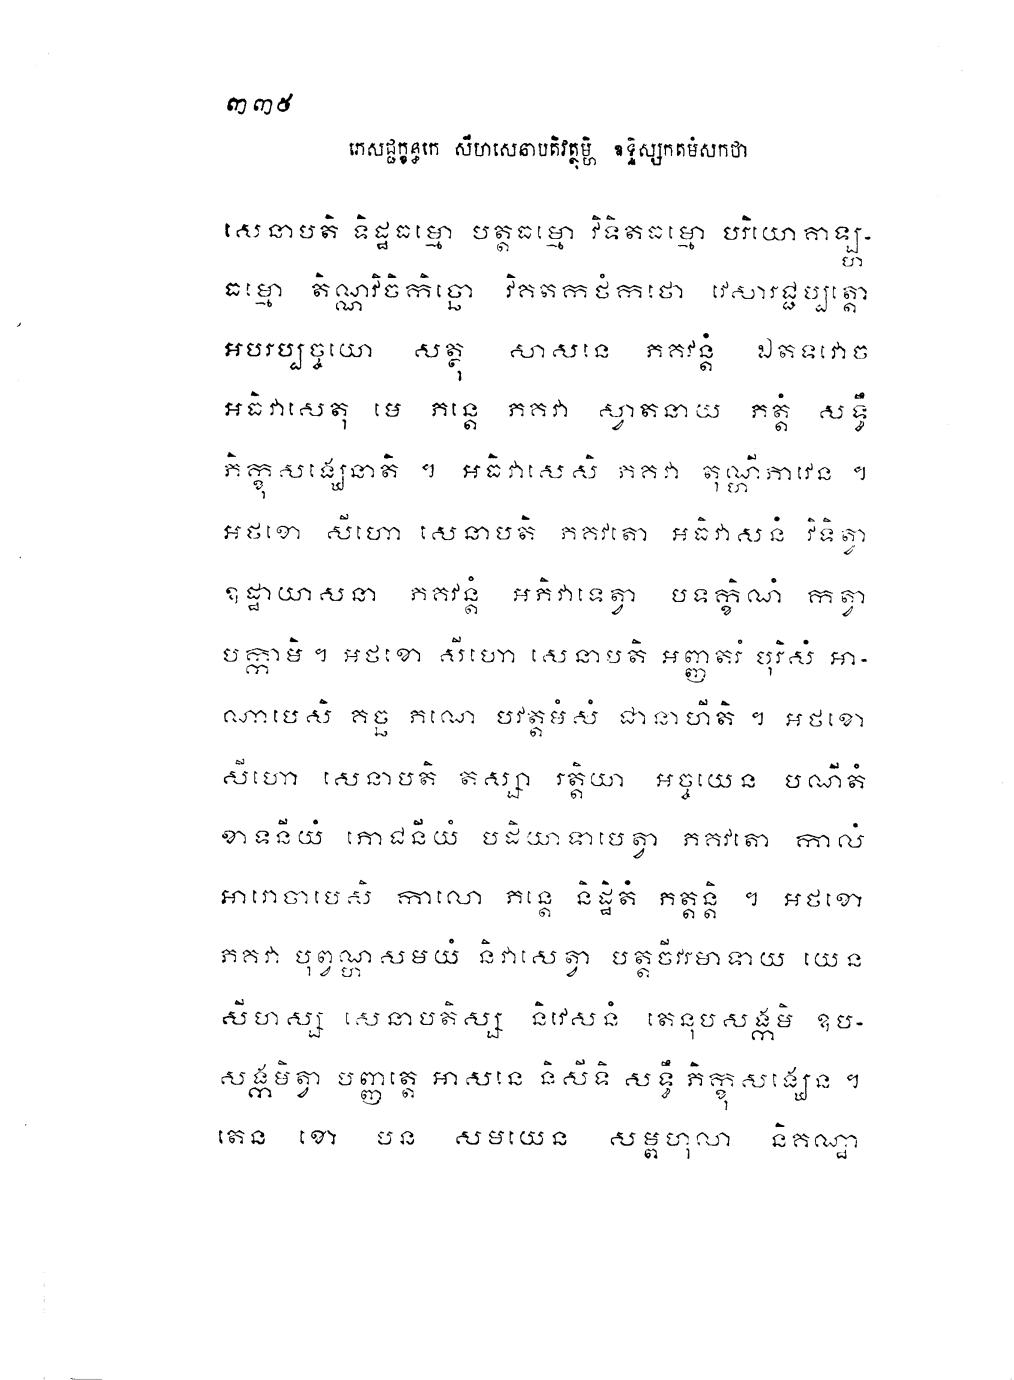 ៣៣៥
ភេសជ្ជក្ខន្ធកេ សីហសេនាបតិវត្ថុម្ហិ ឧទ្ទិស្សកតមំសកថា
សេនាបតិ ទិដ្ឋធម្មោ បត្តធម្មោ វិទិតធម្មោ បរិយោគាឡ្ហ-
ធម្មោ តិណ្ណវិចិកិច្ឆោ វិគតកថំកថោ វេសារជ្ជប្បត្តោ
អបរប្បច្ចយោ សត្ថុ សាសនេ ភគវន្តំ ឯតទវោច
អធិវាសេតុ មេ ភន្តេ ភគវា ស្វាតនាយ ភត្តំ សទ្ធឹ
ភិក្ខុសង្ឃេនាតិ ។ អធិវាសេសិ ភគវា តុណ្ហីភាវេន ។
អថខោ សីហោ សេនាបតិ ភគវតោ អធិវាសនំ វិទិត្វា
ឧដ្ឋាយាសនា ភគវន្តំ អភិវាទេត្វា បទក្ខិណំ កត្វា
បក្កាមិ ។ អថខោ សីហោ សេនាបតិ អញ្ញតរំ បុរិសំ អា-
ណាបេសិ គច្ឆ ភណេ បវត្តមំសំ ជានាហីតិ ។ អថខោ
សីហោ សេនាបតិ តស្សា រត្តិយា អច្ចយេន បណីតំ
ខាទនីយំ ភោជនីយំ បដិយាទាបេត្វា ភគវតោ កាលំ
អារោចាបេសិ កាលោ ភន្តេ និដ្ឋិតំ ភត្តន្តិ ។ អថខោ
ភគវា បុព្វណ្ហសមយំ និវាសេត្វា បត្តចីវរមាទាយ យេន
សីហស្ស សេនាបតិស្ស និវេសនំ តេនុបសង្កមិ ឧប-
សង្កមិត្វា បញ្ញត្តេ អាសនេ និសីទិ សទ្ធឹ ភិក្ខុសង្ឃេន ។
តេន ខោ បន សមយេន សម្ពហុលា និគណ្ឋា